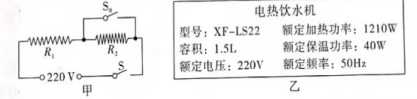 S₀
R₁
R₂
220 V
S
甲
电热饮水机
型号：XF-LS22 额定加热功率：1210W
容积：1.5L 额定保温功率：40W
额定电压：220V 额定频率：50Hz
乙